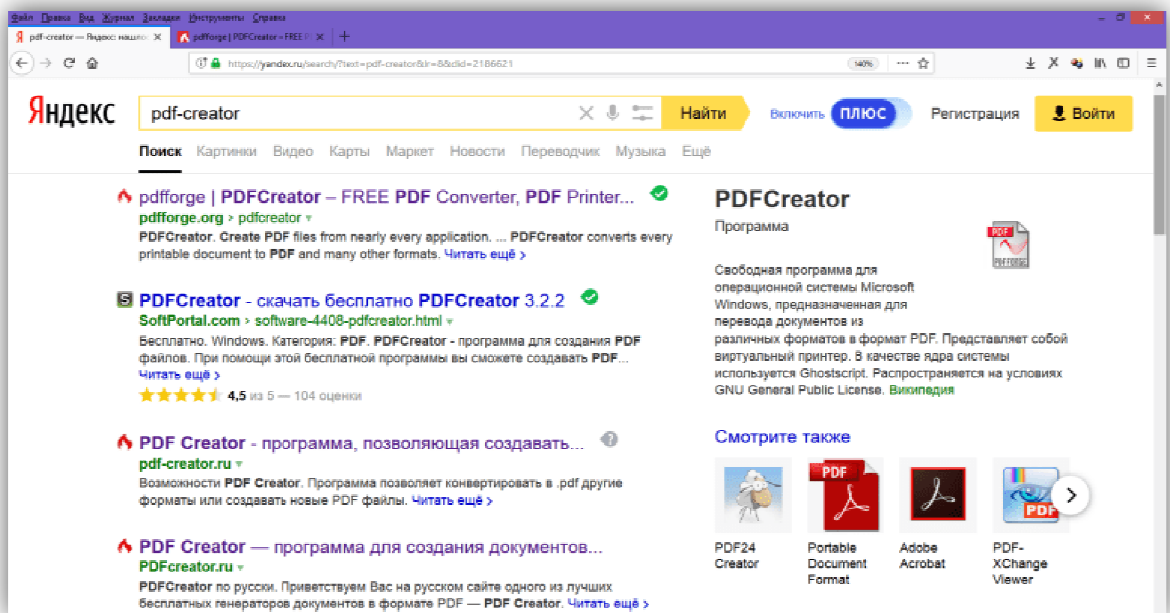 Файл Правка Вид Журнал Закладки Инструменты Справка
pdf-creator — Яндекс: нашлос
pdfforge | PDFCreator – FREE P
https://yandex.ru/search/?text=pdf-creator&lr=8&clid=2186621
140%
Яндекс
pdf-creator
Найти
Включить ПЛЮС
Регистрация
Войти
Поиск Картинки Видео Карты Маркет Новости Переводчик Музыка Ещё
pdfforge | PDFCreator – FREE PDF Converter, PDF Printer...
pdfforge.org › pdfcreator
PDFCreator. Create PDF files from nearly every application. ... PDFCreator converts every
printable document to PDF and many other formats. Читать ещё ›
PDFCreator - скачать бесплатно PDFCreator 3.2.2
SoftPortal.com › software-4408-pdfcreator.html
Бесплатно. Windows. Категория: PDF. PDFCreator - программа для создания PDF
файлов. При помощи этой бесплатной программы вы сможете создавать PDF...
Читать ещё ›
4,5 из 5 — 104 оценки
PDF Creator - программа, позволяющая создавать...
pdf-creator.ru
Возможности PDF Creator. Программа позволяет конвертировать в .pdf другие
форматы или создавать новые PDF файлы. Читать ещё ›
PDF Creator — программа для создания документов...
PDFcreator.ru
PDFCreator по русски. Приветствуем Вас на русском сайте одного из лучших
бесплатных генераторов документов в формате PDF — PDF Creator. Читать ещё ›
PDFCreator
Программа
PDF
PDFFORGE
Свободная программа для
операционной системы Microsoft
Windows, предназначенная для
перевода документов из
различных форматов в формат PDF. Представляет собой
виртуальный принтер. В качестве ядра системы
используется Ghostscript. Распространяется на условиях
GNU General Public License. Википедия
Смотрите также
PDF
PDF
PDF24
Creator
Portable
Document
Format
Adobe
Acrobat
PDF-
XChange
Viewer